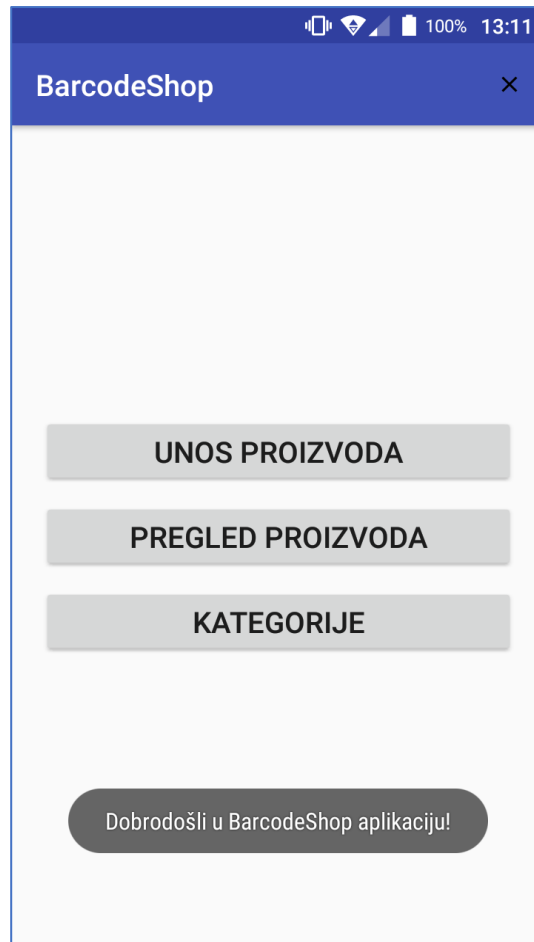 100% 13:11
BarcodeShop
UNOS PROIZVODA
PREGLED PROIZVODA
KATEGORIJE
Dobrodošli u BarcodeShop aplikaciju!